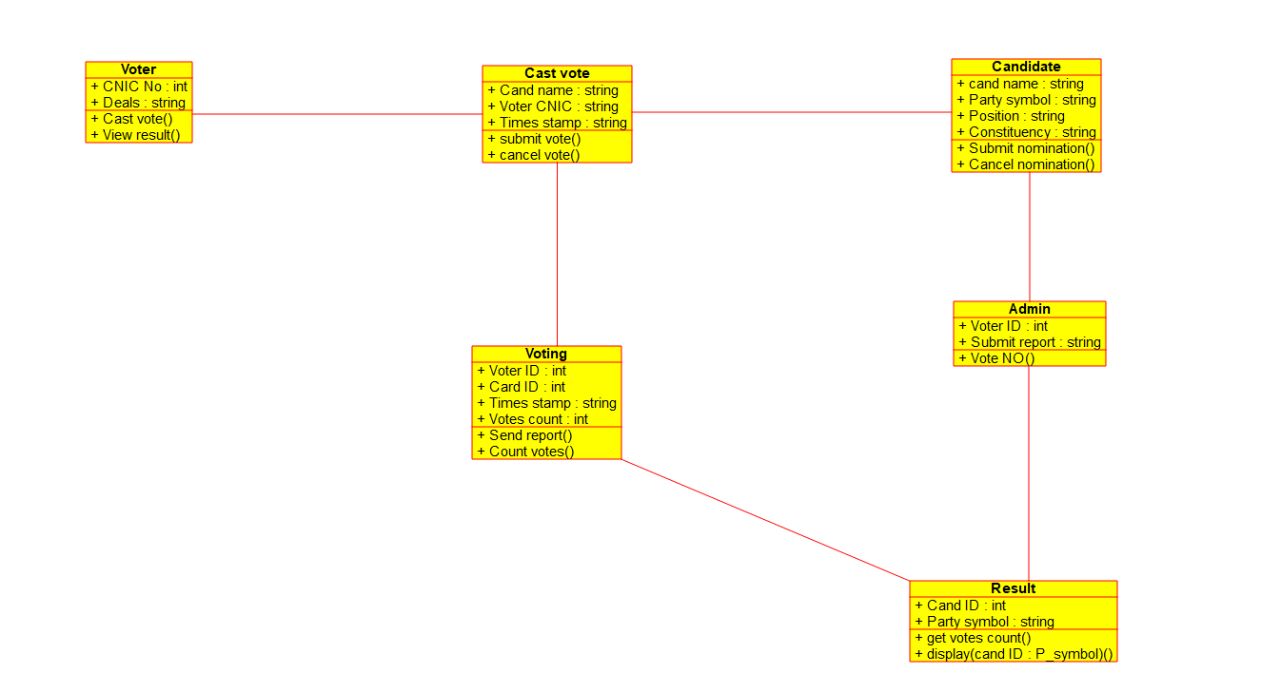 Voter
+ CNIC No : int
+ Deals : string
+ Cast vote()
+ View result()
Cast vote
+ Cand name : string
+ Voter CNIC : string
+ Times stamp : string
+ submit vote()
+ cancel vote()
Candidate
+ cand name : string
+ Party symbol : string
+ Position : string
+ Constituency : string
+ Submit nomination()
+ Cancel nomination()
Voting
+ Voter ID : int
+ Card ID : int
+ Times stamp : string
+ Votes count : int
+ Send report()
+ Count votes()
Admin
+ Voter ID : int
+ Submit report : string
+ Vote NO()
Result
+ Cand ID : int
+ Party symbol : string
+ get votes count()
+ display(cand ID : P_symbol)()